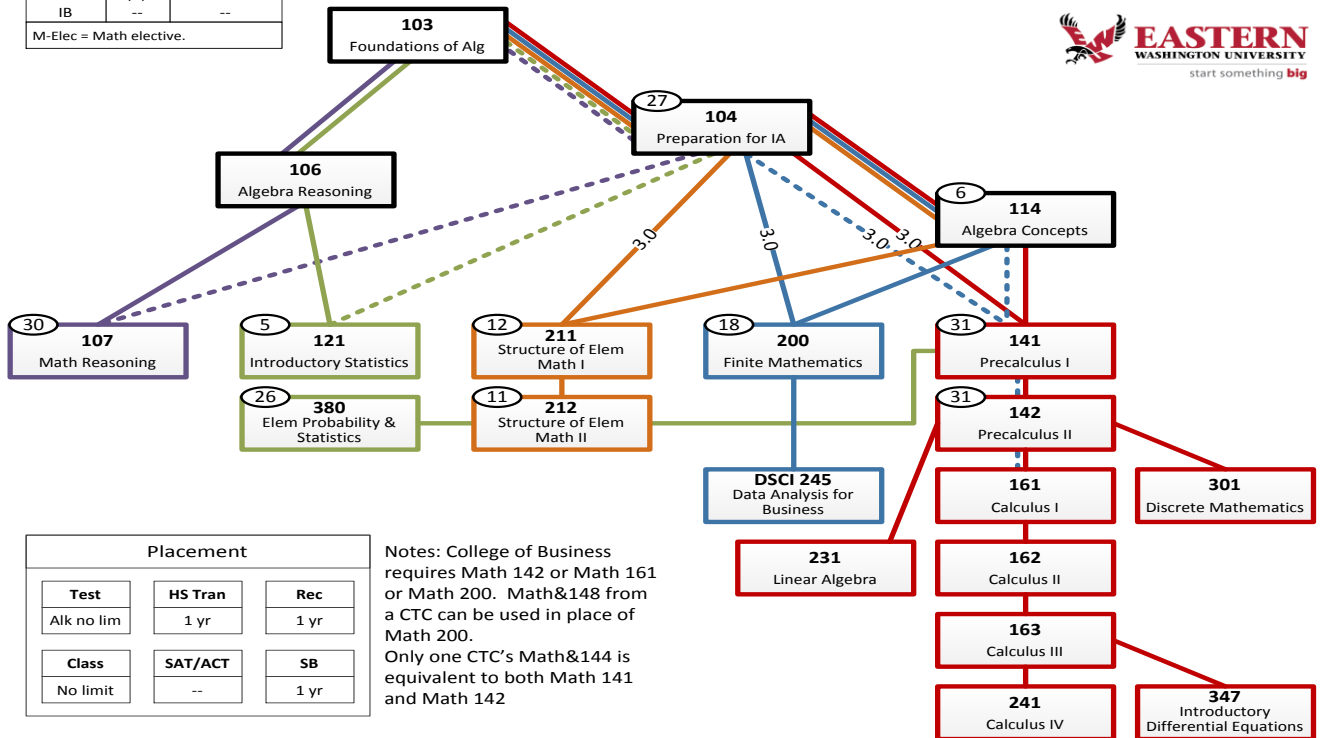 IB -- --
M-Elec = Math elective.
103
Foundations of Alg
EASTERN
WASHINGTON UNIVERSITY
start something big
27
104
Preparation for IA
106
Algebra Reasoning
6
114
Algebra Concepts
3.0
3.0
3.0
3.0
30
107
Math Reasoning
5
121
Introductory Statistics
12
211
Structure of Elem
Math I
18
200
Finite Mathematics
31
141
Precalculus I
26
380
Elem Probability &
Statistics
11
212
Structure of Elem
Math II
31
142
Precalculus II
DSCI 245
Data Analysis for
Business
161
Calculus I
301
Discrete Mathematics
231
Linear Algebra
162
Calculus II
163
Calculus III
241
Calculus IV
347
Introductory
Differential Equations
Placement
Test
Alk no lim
HS Tran
1 yr
Rec
1 yr
Class
No limit
SAT/ACT
--
SB
1 yr
Notes: College of Business
requires Math 142 or Math 161
or Math 200. Math&148 from
a CTC can be used in place of
Math 200.
Only one CTC's Math&144 is
equivalent to both Math 141
and Math 142